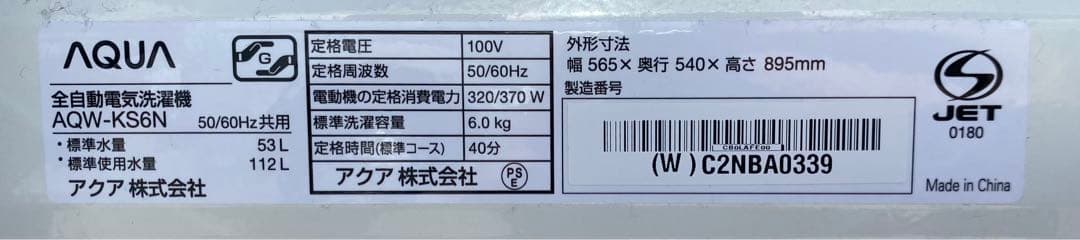 AQUA
G
全自動電気洗濯機
AQW-KS6N 50/60Hz共用
・標準水量 53 L
・標準使用水量 112 L
アクア 株式会社
定格電圧 100V
定格周波数 50/60Hz
電動機の定格消費電力 320/370 W
標準洗濯容量 6.0 kg
定格時間(標準コース) 40分
アクア 株式会社 PSE
外形寸法
幅 565× 奥行 540× 高さ 895mm
製造番号
(W) C2NBA0339
S
JET
0180
Made in China